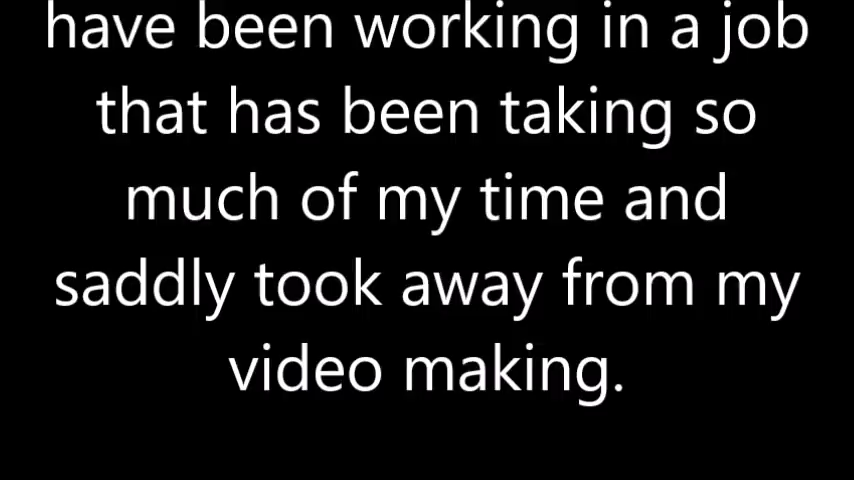 have been working in a job
that has been taking so
much of my time and
saddly took away from my
video making.